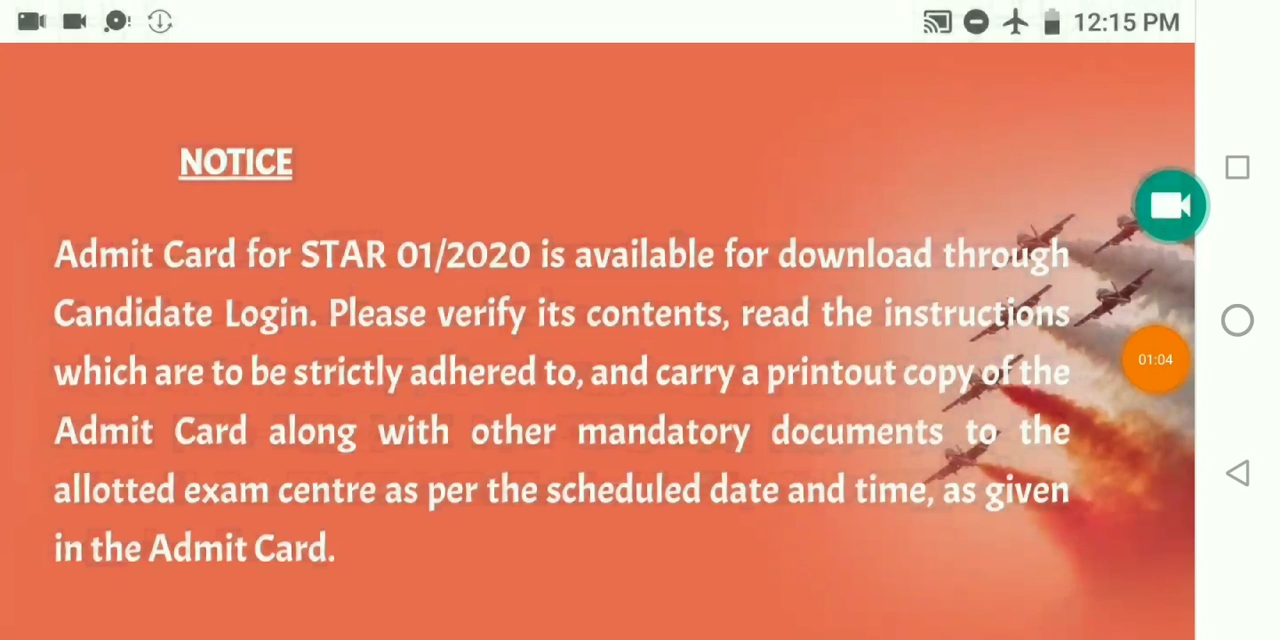 12:15 PM
NOTICE
Admit Card for STAR 01/2020 is available for download through
Candidate Login. Please verify its contents, read the instructions
which are to be strictly adhered to, and carry a printout copy of the
Admit Card along with other mandatory documents to the
allotted exam centre as per the scheduled date and time, as given
in the Admit Card.
01:04